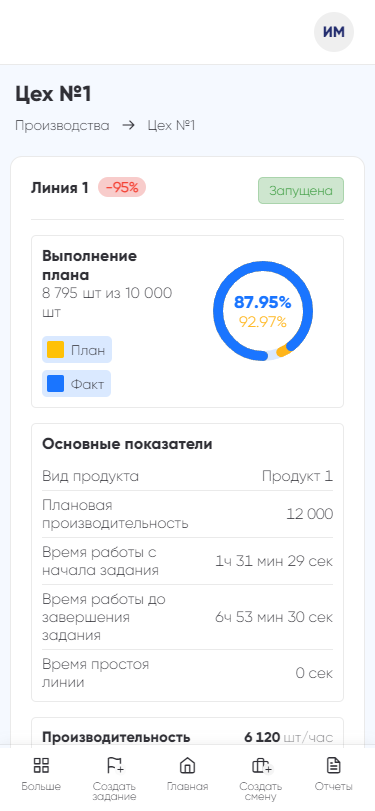 ИМ
Цех №1
Производства → Цех №1
Линия 1 -95% Запущена
Выполнение
плана
8 795 шт из 10 000
шт
87.95%
92.97%
План
Факт
Основные показатели
Вид продукта Продукт 1
Плановая
производительность 12 000
Время работы с
начала задания 1ч 31 мин 29 сек
Время работы до
завершения
задания 6ч 53 мин 30 сек
Время простоя
линии 0 сек
Производительность 6 120 шт/час
Больше
Создать
задание
Главная
Создать
смену
Отчеты